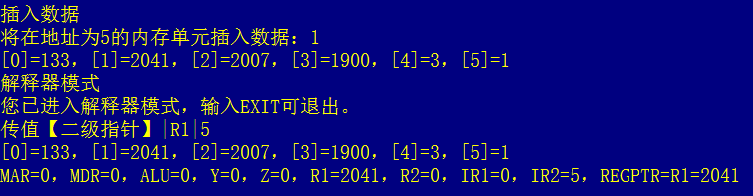 插入数据
将在地址为5的内存单元插入数据：1
[0]=133，[1]=2041，[2]=2007，[3]=1900，[4]=3，[5]=1
解释器模式
您已进入解释器模式，输入EXIT可退出。
传值【二级指针】|R1|5
[0]=133，[1]=2041，[2]=2007，[3]=1900，[4]=3，[5]=1
MAR=0，MDR=0，ALU=0，Y=0，Z=0，R1=2041，R2=0，IR1=0，IR2=5，REGPTR=R1=2041